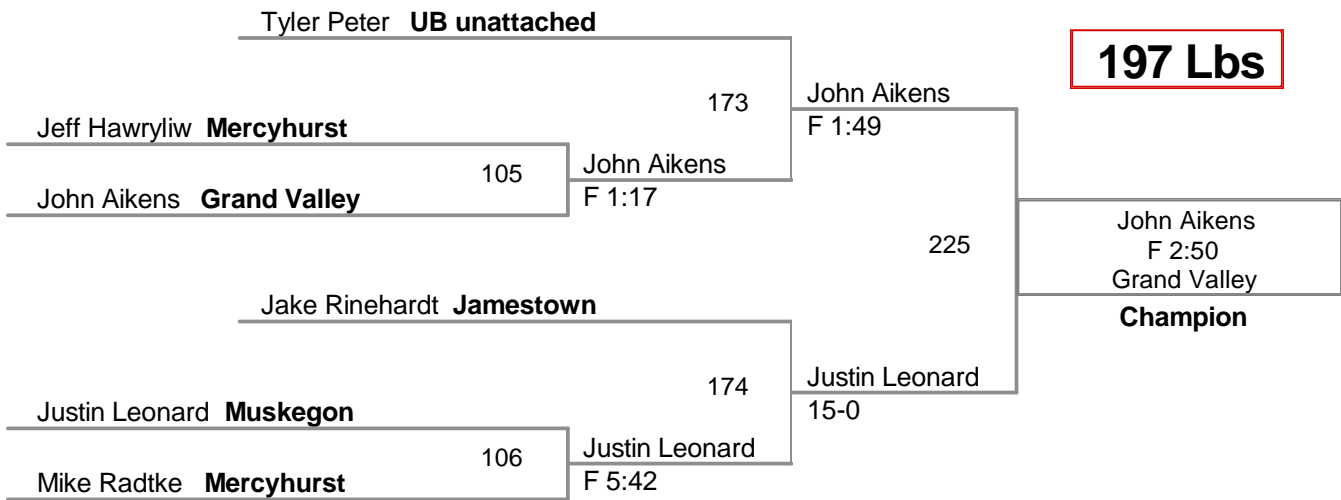 Tyler Peter UB unattached
197 Lbs
173
John Aikens
F 1:49
Jeff Hawryliw Mercyhurst
105
John Aikens
F 1:17
John Aikens Grand Valley
225
John Aikens
F 2:50
Grand Valley
Champion
Jake Rinehardt Jamestown
174
Justin Leonard
15-0
Justin Leonard Muskegon
106
Justin Leonard
F 5:42
Mike Radtke Mercyhurst